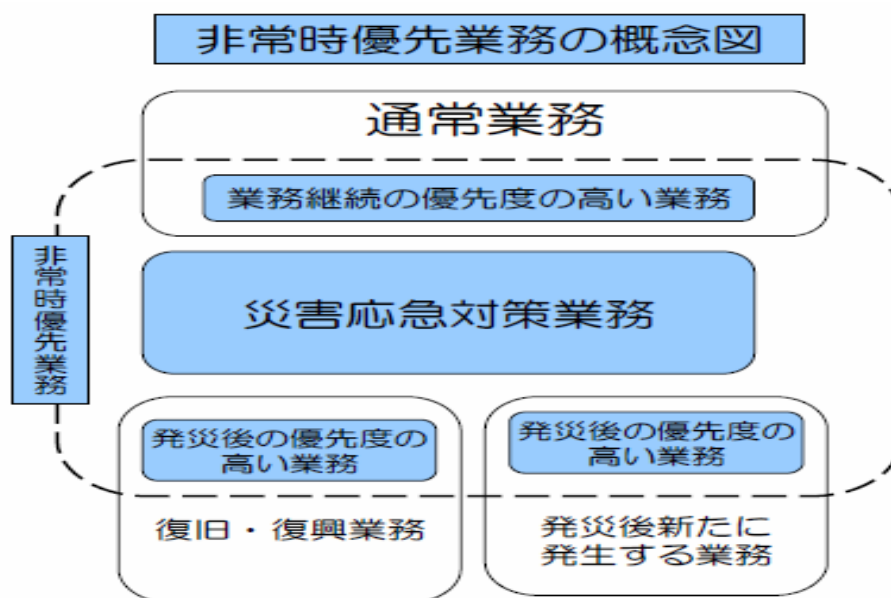 非常時優先業務の概念図
通常業務
業務継続の優先度の高い業務
非常時優先業務
災害応急対策業務
発災後の優先度の
高い業務
復旧・復興業務
発災後の優先度の
高い業務
発災後新たに
発生する業務